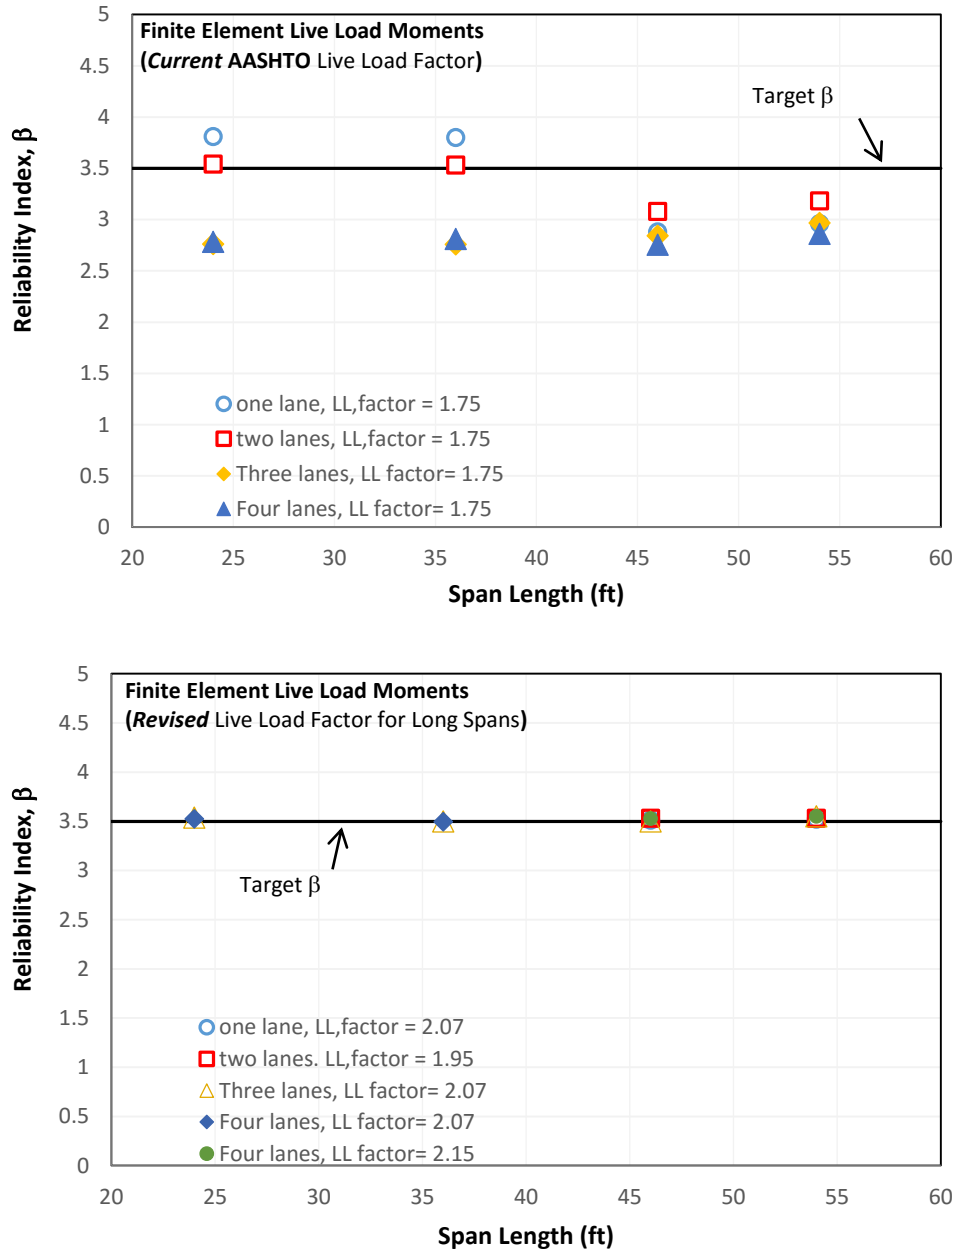 Finite Element Live Load Moments
(Current AASHTO Live Load Factor)
Target β
Reliability Index, β
5
4.5
4
3.5
3
2.5
2
1.5
1
0.5
0
one lane, LL,factor = 1.75
two lanes, LL,factor = 1.75
Three lanes, LL factor= 1.75
Four lanes, LL factor= 1.75
20 25 30 35 40 45 50 55 60
Span Length (ft)
Finite Element Live Load Moments
(Revised Live Load Factor for Long Spans)
Target β
Reliability Index, β
5
4.5
4
3.5
3
2.5
2
1.5
1
0.5
0
one lane, LL,factor = 2.07
two lanes. LL,factor = 1.95
Three lanes, LL factor= 2.07
Four lanes, LL factor= 2.07
Four lanes, LL factor= 2.15
20 25 30 35 40 45 50 55 60
Span Length (ft)